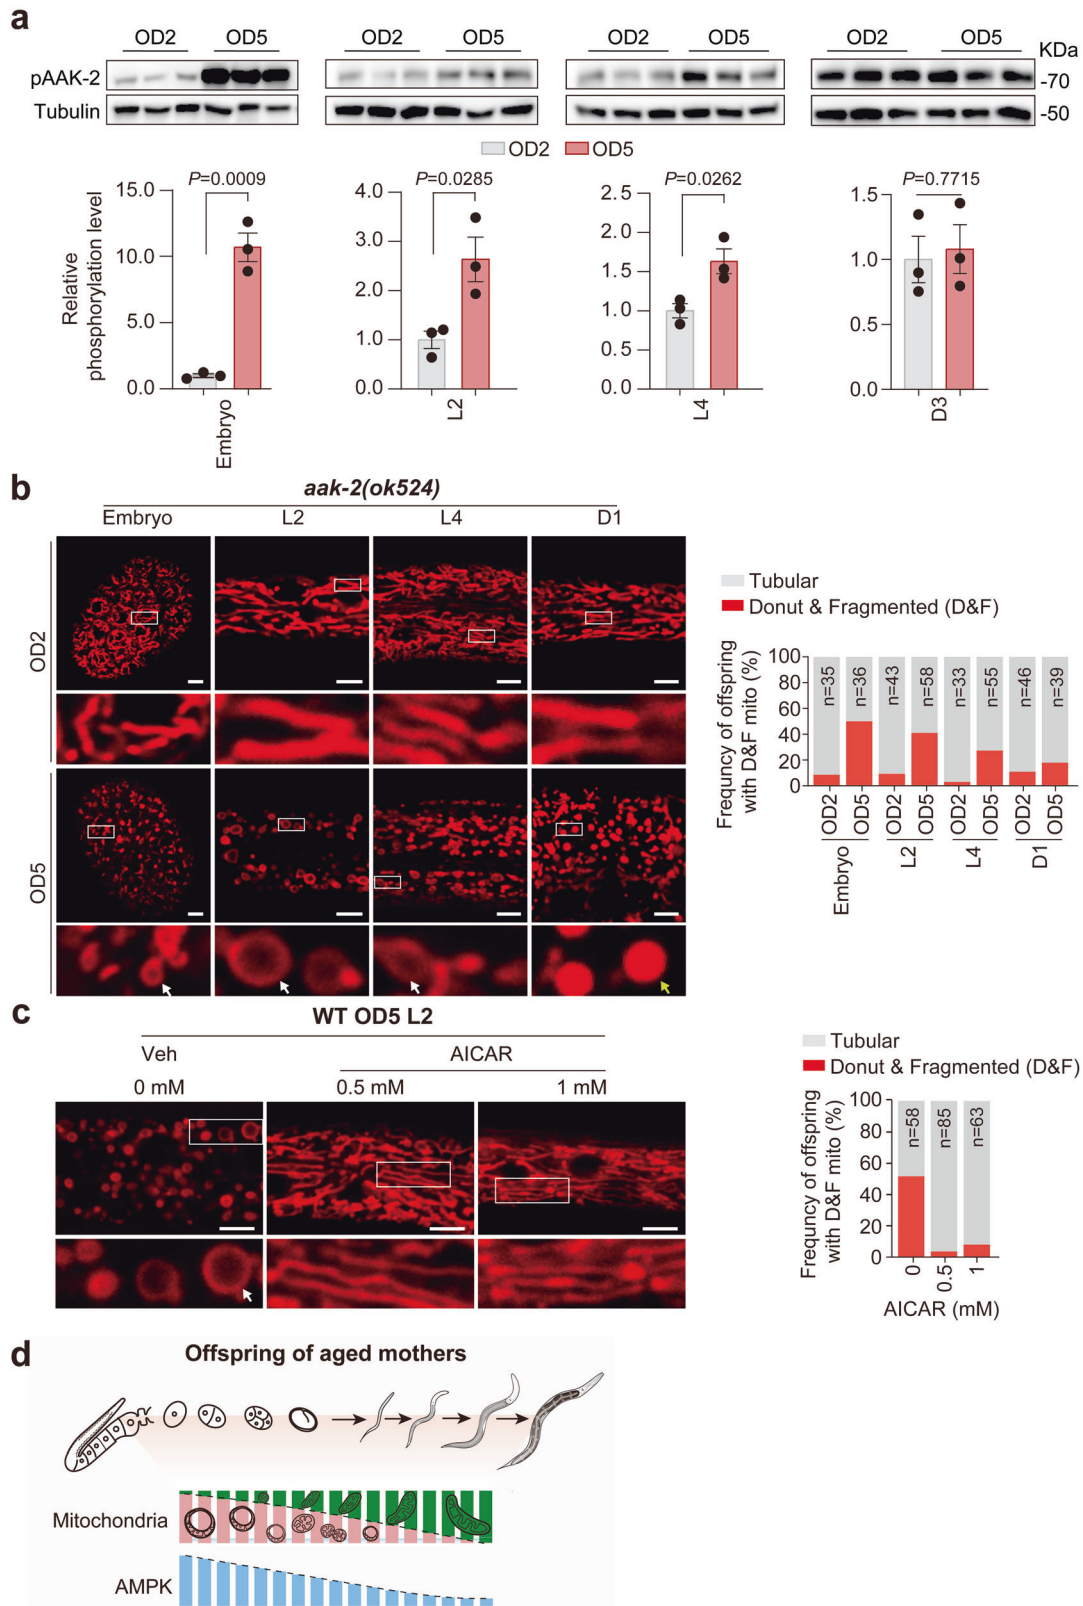 a
OD2 OD5 OD2 OD5 OD2 OD5 OD2 OD5 KDa
pAAK-2 -70
Tubulin -50
OD2 OD5
P=0.0009 P=0.0285 P=0.0262 P=0.7715
Relative
phosphorylation level
15.0
10.0
5.0
0.0
Embryo
4.0
3.0
2.0
1.0
0.0
L2
2.5
2.0
1.5
1.0
0.5
0.0
L4
1.5
1.0
0.5
0.0
D3
b
aak-2(ok524)
Embryo L2 L4 D1
OD2
OD5
Tubular
Donut & Fragmented (D&F)
Frequncy of offspring
with D&F mito (%)
100
80
60
40
20
0
n=35 n=36 n=43 n=58 n=33 n=55 n=46 n=39
OD2 OD5 OD2 OD5 OD2 OD5 OD2 OD5
Embryo L2 L4 D1
c
WT OD5 L2
Veh AICAR
0 mM 0.5 mM 1 mM
Tubular
Donut & Fragmented (D&F)
Frequncy of offspring
with D&F mito (%)
100
80
60
40
20
0
n=58 n=85 n=63
0 0.5 1
AICAR (mM)
d
Offspring of aged mothers
Mitochondria
AMPK